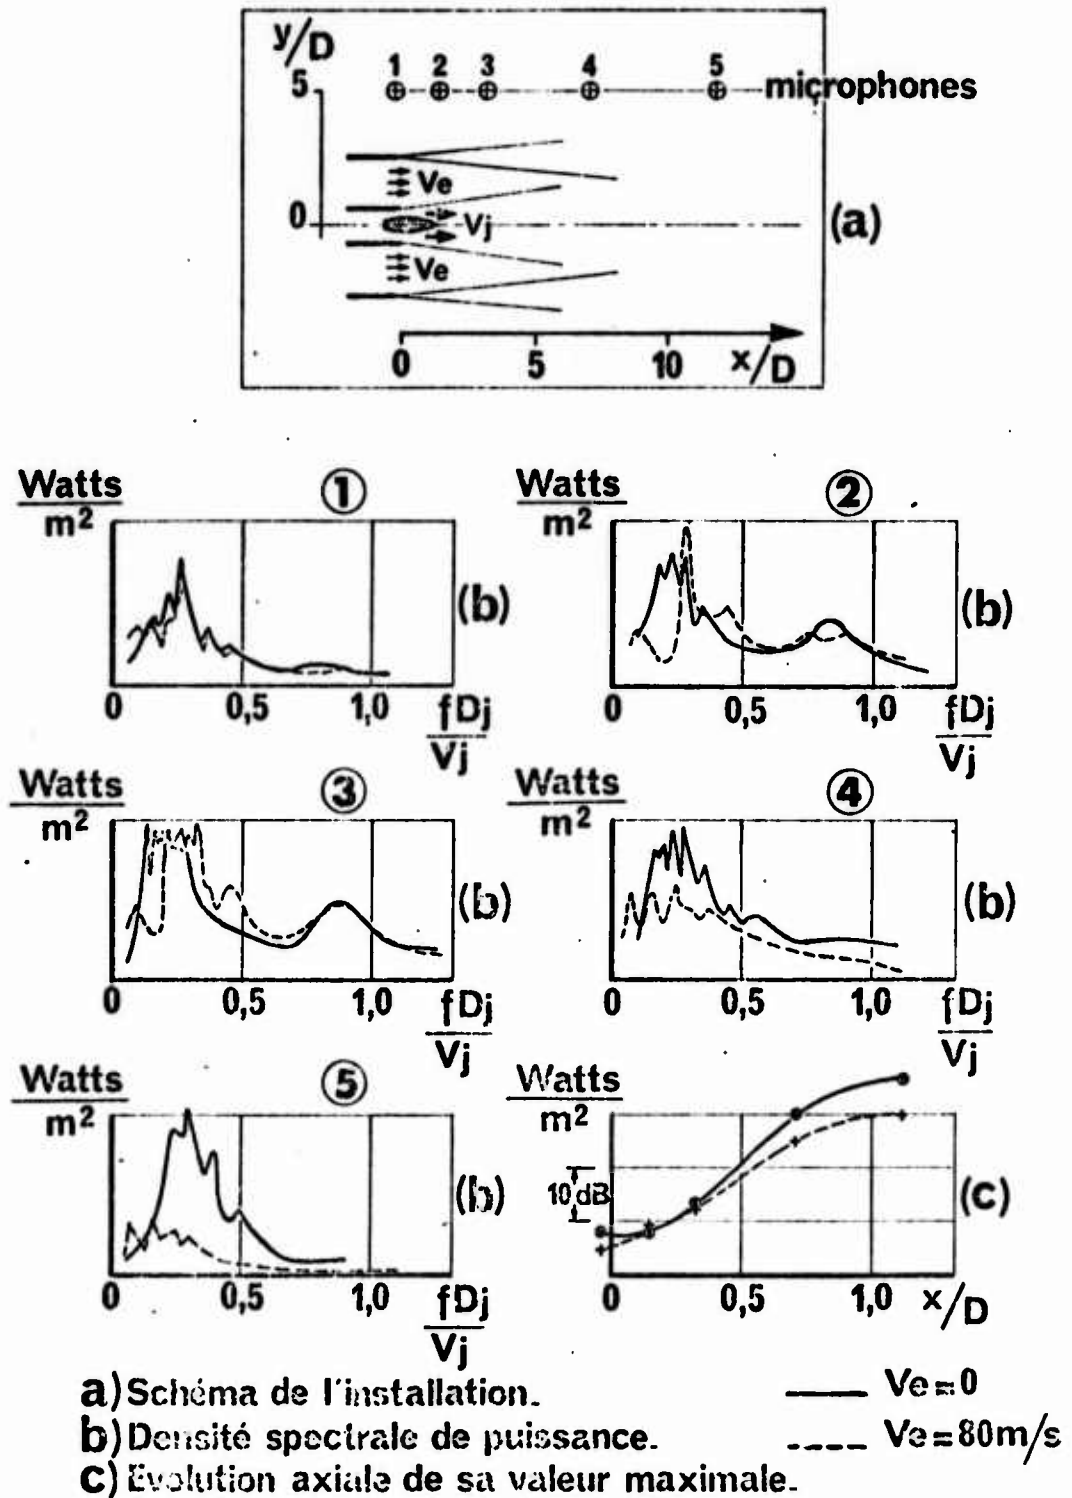 y/D
1 2 3 4 5
5 microphones
Ve
0 Vj
Ve
(a)
0 5 10 x/D
Watts/m² ① (b)
0 0,5 1,0 fDj/Vj
Watts/m² ② (b)
0 0,5 1,0 fDj/Vj
Watts/m² ③ (b)
0 0,5 1,0 fDj/Vj
Watts/m² ④ (b)
0 0,5 1,0 fDj/Vj
Watts/m² ⑤ (b)
0 0,5 1,0 fDj/Vj
Watts/m² 10 dB (c)
0 0,5 1,0 x/D
a) Schéma de l'installation. Ve=0
b) Densité spectrale de puissance. Ve=80m/s
c) Evolution axiale de sa valeur maximale.